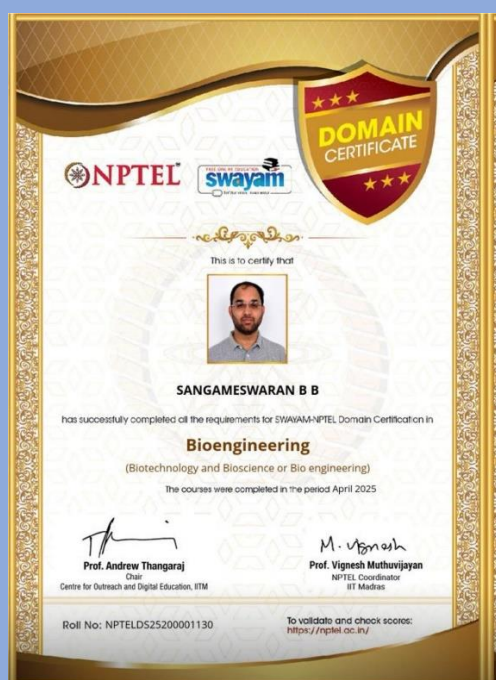 DOMAIN
CERTIFICATE
NPTEL
swayam
This is to certify that
SANGAMESWARAN B B
has successfully completed all the requirements for SWAYAM-NPTEL Domain Certification in
Bioengineering
(Biotechnology and Bioscience or Bio engineering)
The courses were completed in the period April 2025
M. Vignesh
Prof. Andrew Thangaraj
Chair
Centre for Outreach and Digital Education, IITM
Prof. Vignesh Muthuvijayan
NPTEL Coordinator
IIT Madras
Roll No: NPTELDS25200001130
To validate and check scores:
https://nptel.ac.in/